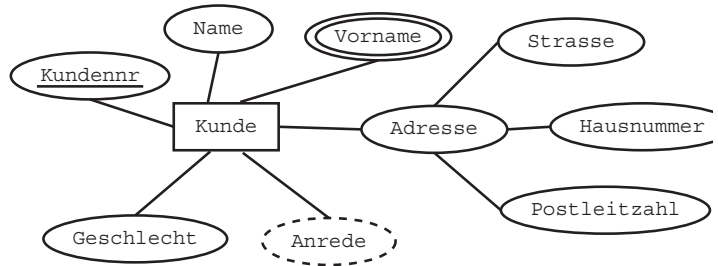 Name
Vorname
Strasse
Kundennr
Kunde
Adresse
Hausnummer
Geschlecht
Anrede
Postleitzahl